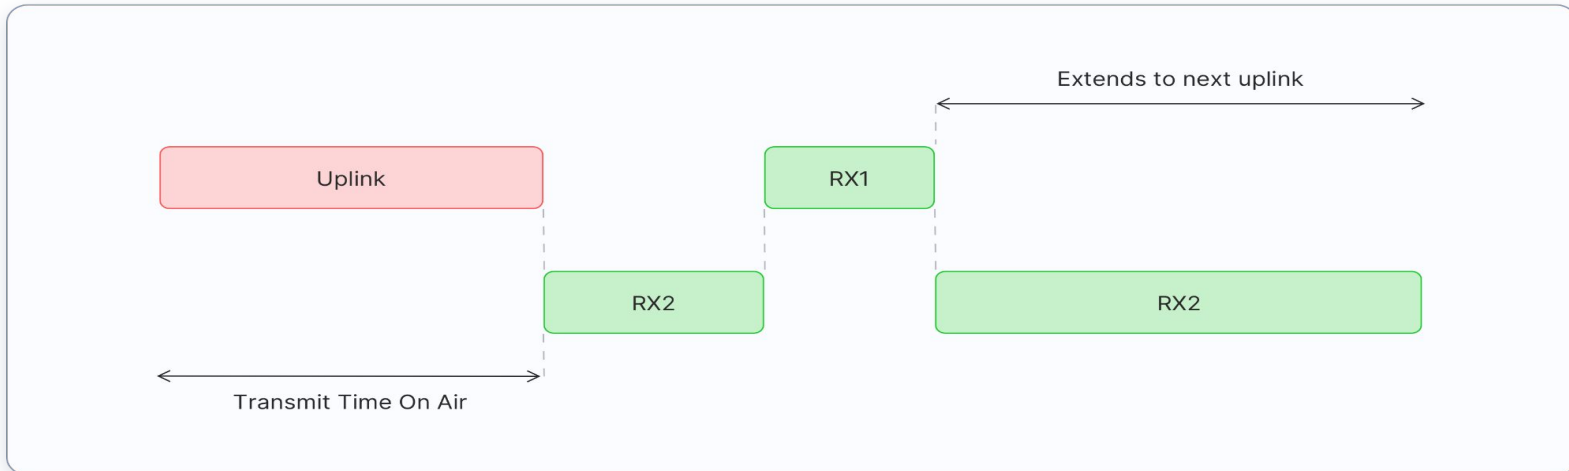 Extends to next uplink
Uplink
RX1
RX2
RX2
Transmit Time On Air